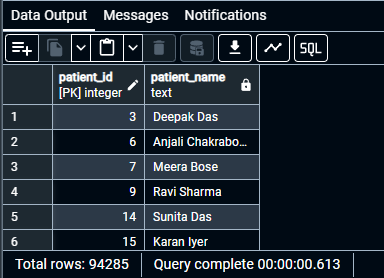 Data Output Messages Notifications
SQL
patient_id patient_name
[PK] integer text
1 3 Deepak Das
2 6 Anjali Chakrabo...
3 7 Meera Bose
4 9 Ravi Sharma
5 14 Sunita Das
6 15 Karan Iyer
Total rows: 94285 Query complete 00:00:00.613